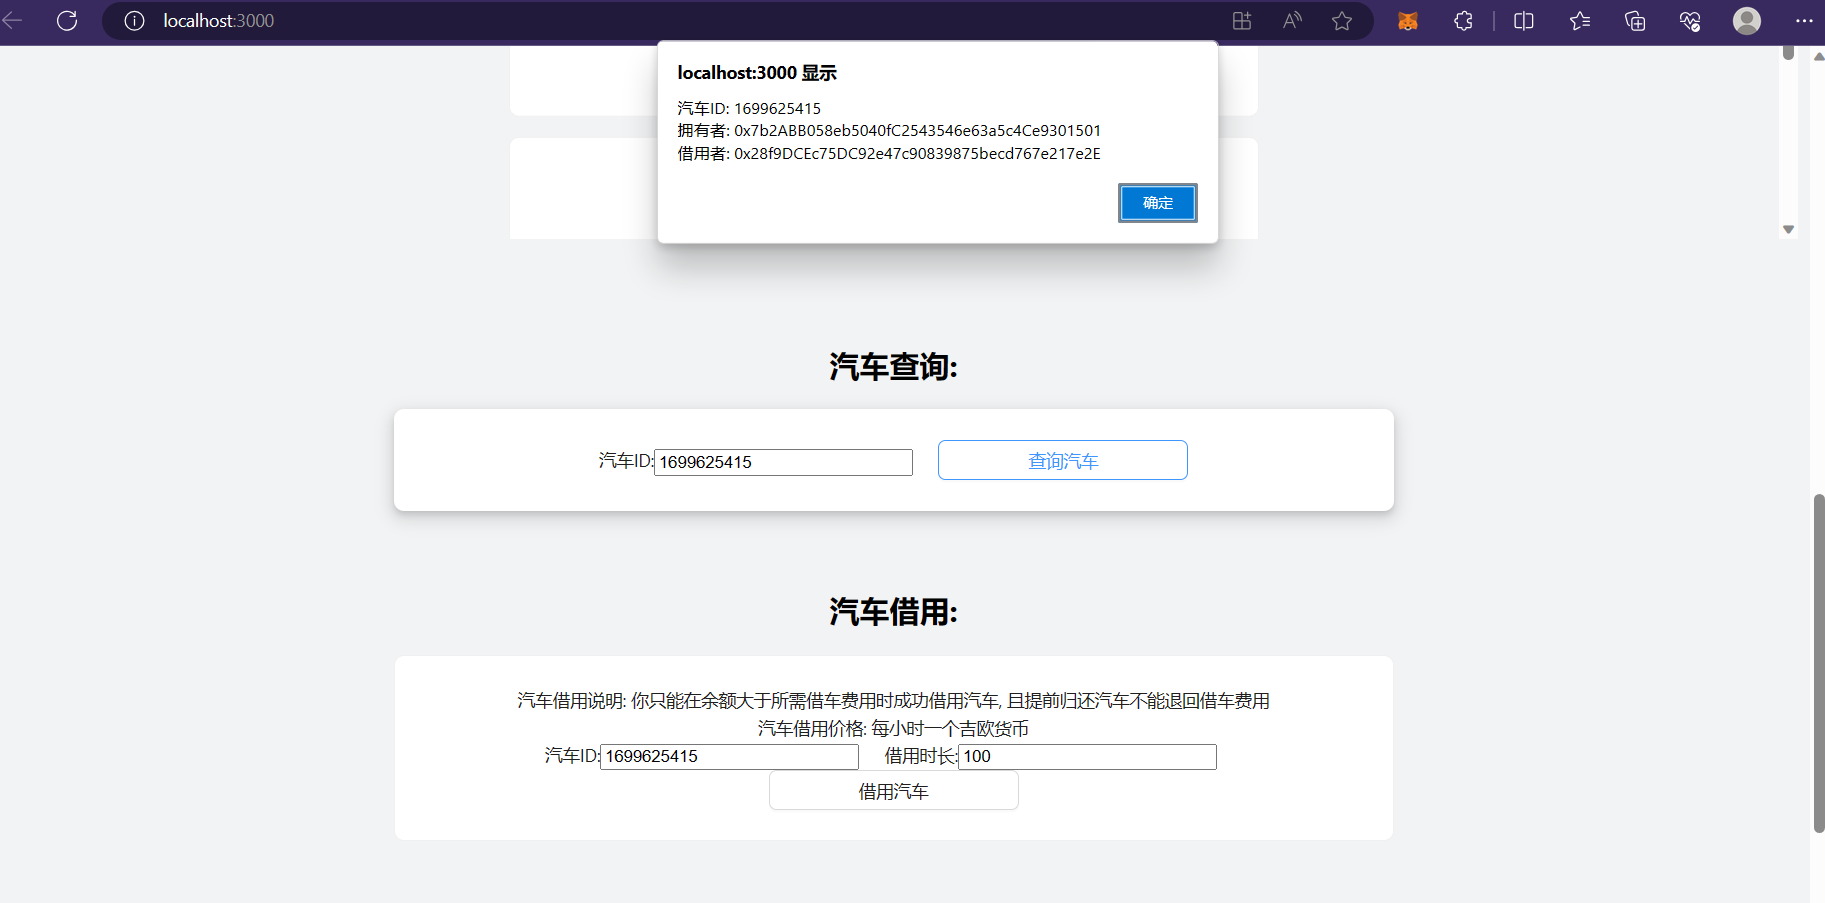 localhost:3000
localhost:3000 显示
汽车ID: 1699625415
拥有者: 0x7b2ABB058eb5040fC2543546e63a5c4Ce9301501
借用者: 0x28f9DCEc75DC92e47c90839875becd767e217e2E
确定
汽车查询:
汽车ID: 1699625415 查询汽车
汽车借用:
汽车借用说明: 你只能在余额大于所需借车费用时成功借用汽车, 且提前归还汽车不能退回借车费用
汽车借用价格: 每小时一个吉欧货币
汽车ID: 1699625415 借用时长: 100
借用汽车